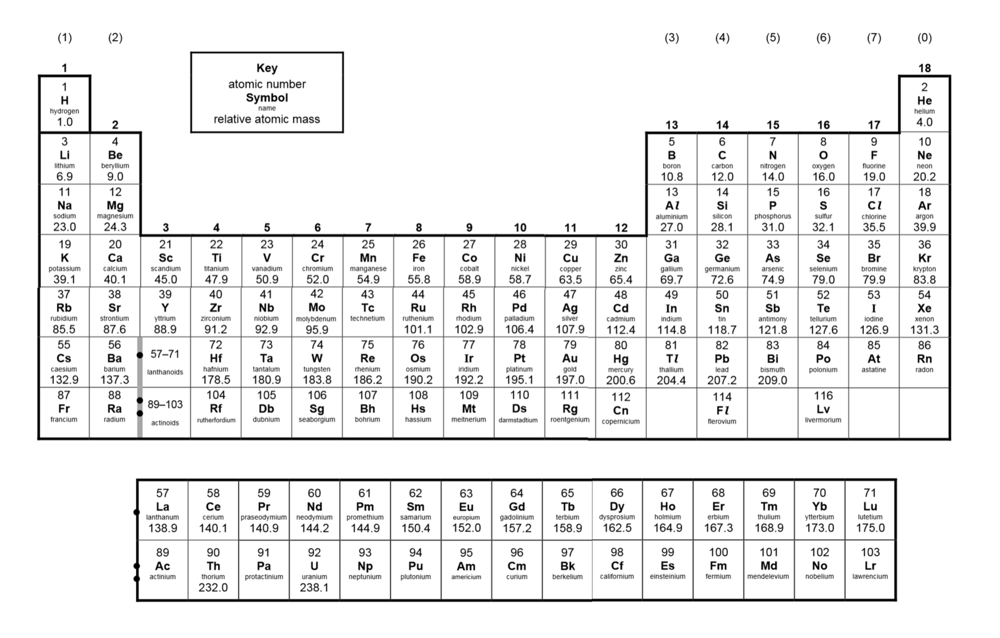 (1) (2) (3) (4) (5) (6) (7) (0)
1 18
Key
atomic number
Symbol
name
relative atomic mass
1 2
H He
hydrogen helium
1.0 4.0
2 13 14 15 16 17
3 4 5 6 7 8 9 10
Li Be B C N O F Ne
lithium beryllium boron carbon nitrogen oxygen fluorine neon
6.9 9.0 10.8 12.0 14.0 16.0 19.0 20.2
11 12 13 14 15 16 17 18
Na Mg Al Si P S Cl Ar
sodium magnesium aluminium silicon phosphorus sulfur chlorine argon
23.0 24.3 27.0 28.1 31.0 32.1 35.5 39.9
3 4 5 6 7 8 9 10 11 12
19 20 21 22 23 24 25 26 27 28 29 30 31 32 33 34 35 36
K Ca Sc Ti V Cr Mn Fe Co Ni Cu Zn Ga Ge As Se Br Kr
potassium calcium scandium titanium vanadium chromium manganese iron cobalt nickel copper zinc gallium germanium arsenic selenium bromine krypton
39.1 40.1 45.0 47.9 50.9 52.0 54.9 55.8 58.9 58.7 63.5 65.4 69.7 72.6 74.9 79.0 79.9 83.8
37 38 39 40 41 42 43 44 45 46 47 48 49 50 51 52 53 54
Rb Sr Y Zr Nb Mo Tc Ru Rh Pd Ag Cd In Sn Sb Te I Xe
rubidium strontium yttrium zirconium niobium molybdenum technetium ruthenium rhodium palladium silver cadmium indium tin antimony tellurium iodine xenon
85.5 87.6 88.9 91.2 92.9 95.9 101.1 102.9 106.4 107.9 112.4 114.8 118.7 121.8 127.6 126.9 131.3
55 56 57–71 72 73 74 75 76 77 78 79 80 81 82 83 84 85 86
Cs Ba Hf Ta W Re Os Ir Pt Au Hg Tl Pb Bi Po At Rn
caesium barium lanthanoids hafnium tantalum tungsten rhenium osmium iridium platinum gold mercury thallium lead bismuth polonium astatine radon
132.9 137.3 178.5 180.9 183.8 186.2 190.2 192.2 195.1 197.0 200.6 204.4 207.2 209.0
87 88 89–103 104 105 106 107 108 109 110 111 112 114 116
Fr Ra Rf Db Sg Bh Hs Mt Ds Rg Cn Fl Lv
francium radium actinoids rutherfordium dubnium seaborgium bohrium hassium meitnerium darmstadtium roentgenium copernicium flerovium livermorium
57 58 59 60 61 62 63 64 65 66 67 68 69 70 71
La Ce Pr Nd Pm Sm Eu Gd Tb Dy Ho Er Tm Yb Lu
lanthanum cerium praseodymium neodymium promethium samarium europium gadolinium terbium dysprosium holmium erbium thulium ytterbium lutetium
138.9 140.1 140.9 144.2 144.9 150.4 152.0 157.2 158.9 162.5 164.9 167.3 168.9 173.0 175.0
89 90 91 92 93 94 95 96 97 98 99 100 101 102 103
Ac Th Pa U Np Pu Am Cm Bk Cf Es Fm Md No Lr
actinium thorium protactinium uranium neptunium plutonium americium curium berkelium californium einsteinium fermium mendelevium nobelium lawrencium
232.0 238.1